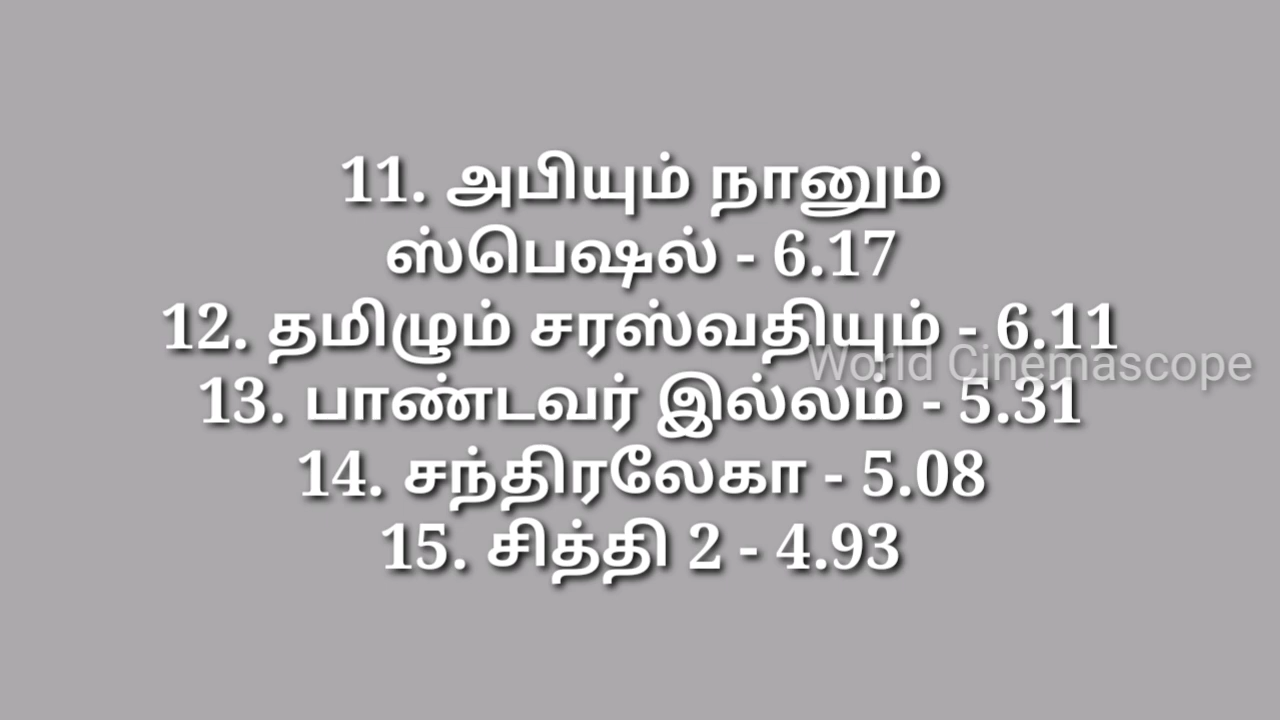 11. அபியும் நானும்
ஸ்பெஷல் - 6.17
12. தமிழும் சரஸ்வதியும் - 6.11
World Cinemascope
13. பாண்டவர் இல்லம் - 5.31
14. சந்திரலேகா - 5.08
15. சித்தி 2 - 4.93